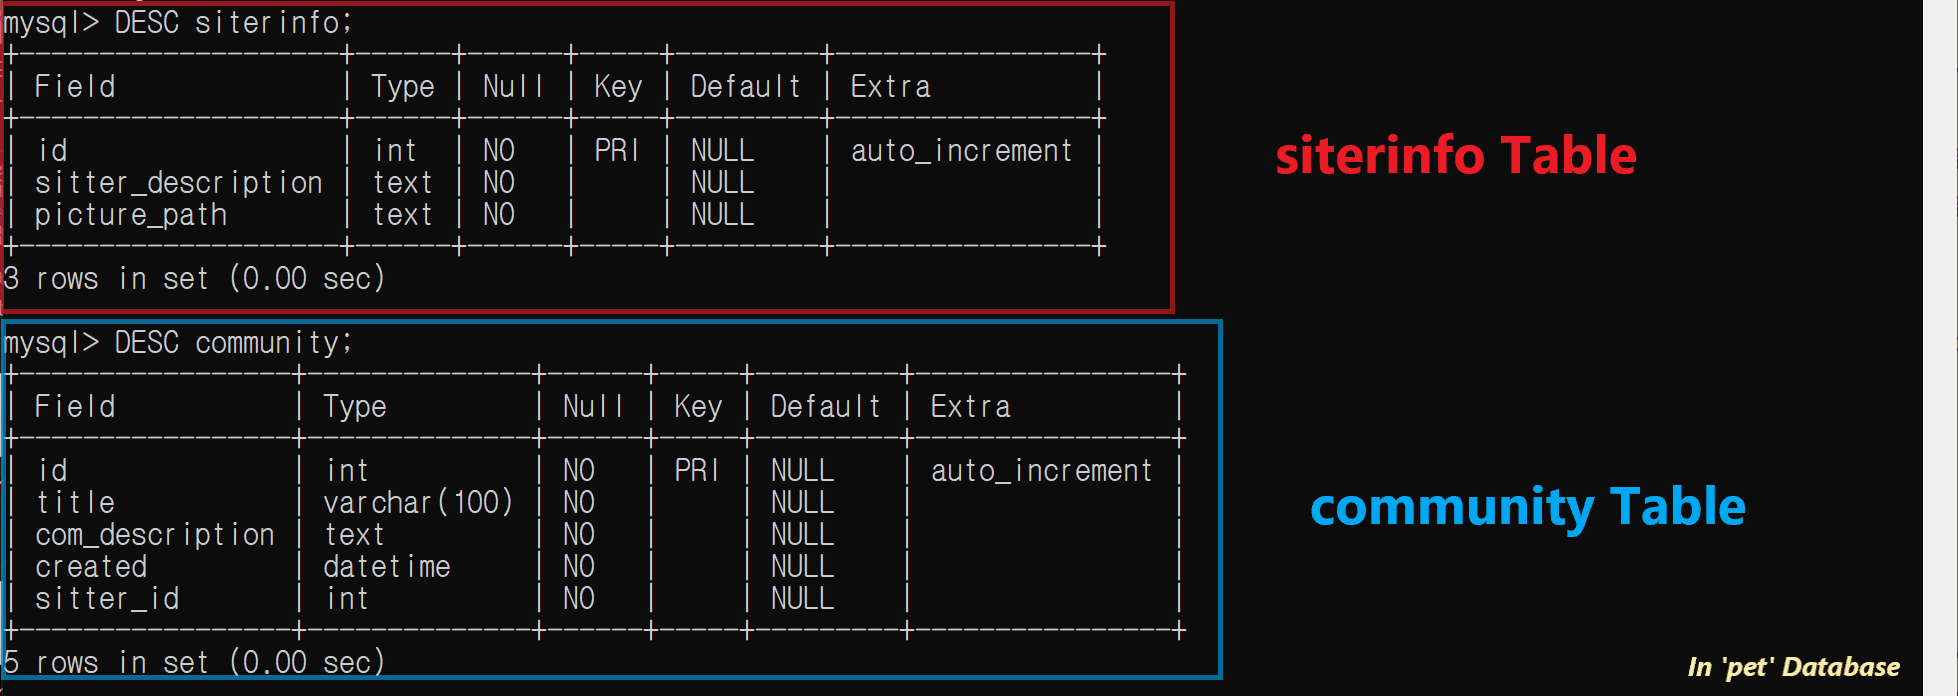 mysql> DESC siterinfo;
+--------------------+------+------+-----+---------+----------------+
| Field | Type | Null | Key | Default | Extra |
+--------------------+------+------+-----+---------+----------------+
| id | int | NO | PRI | NULL | auto_increment |
| sitter_description | text | NO | | NULL | |
| picture_path | text | NO | | NULL | |
+--------------------+------+------+-----+---------+----------------+
3 rows in set (0.00 sec)
siterinfo Table
mysql> DESC community;
+-----------------+--------------+------+-----+---------+----------------+
| Field | Type | Null | Key | Default | Extra |
+-----------------+--------------+------+-----+---------+----------------+
| id | int | NO | PRI | NULL | auto_increment |
| title | varchar(100) | NO | | NULL | |
| com_description | text | NO | | NULL | |
| created | datetime | NO | | NULL | |
| sitter_id | int | NO | | NULL | |
+-----------------+--------------+------+-----+---------+----------------+
5 rows in set (0.00 sec)
community Table
In 'pet' Database